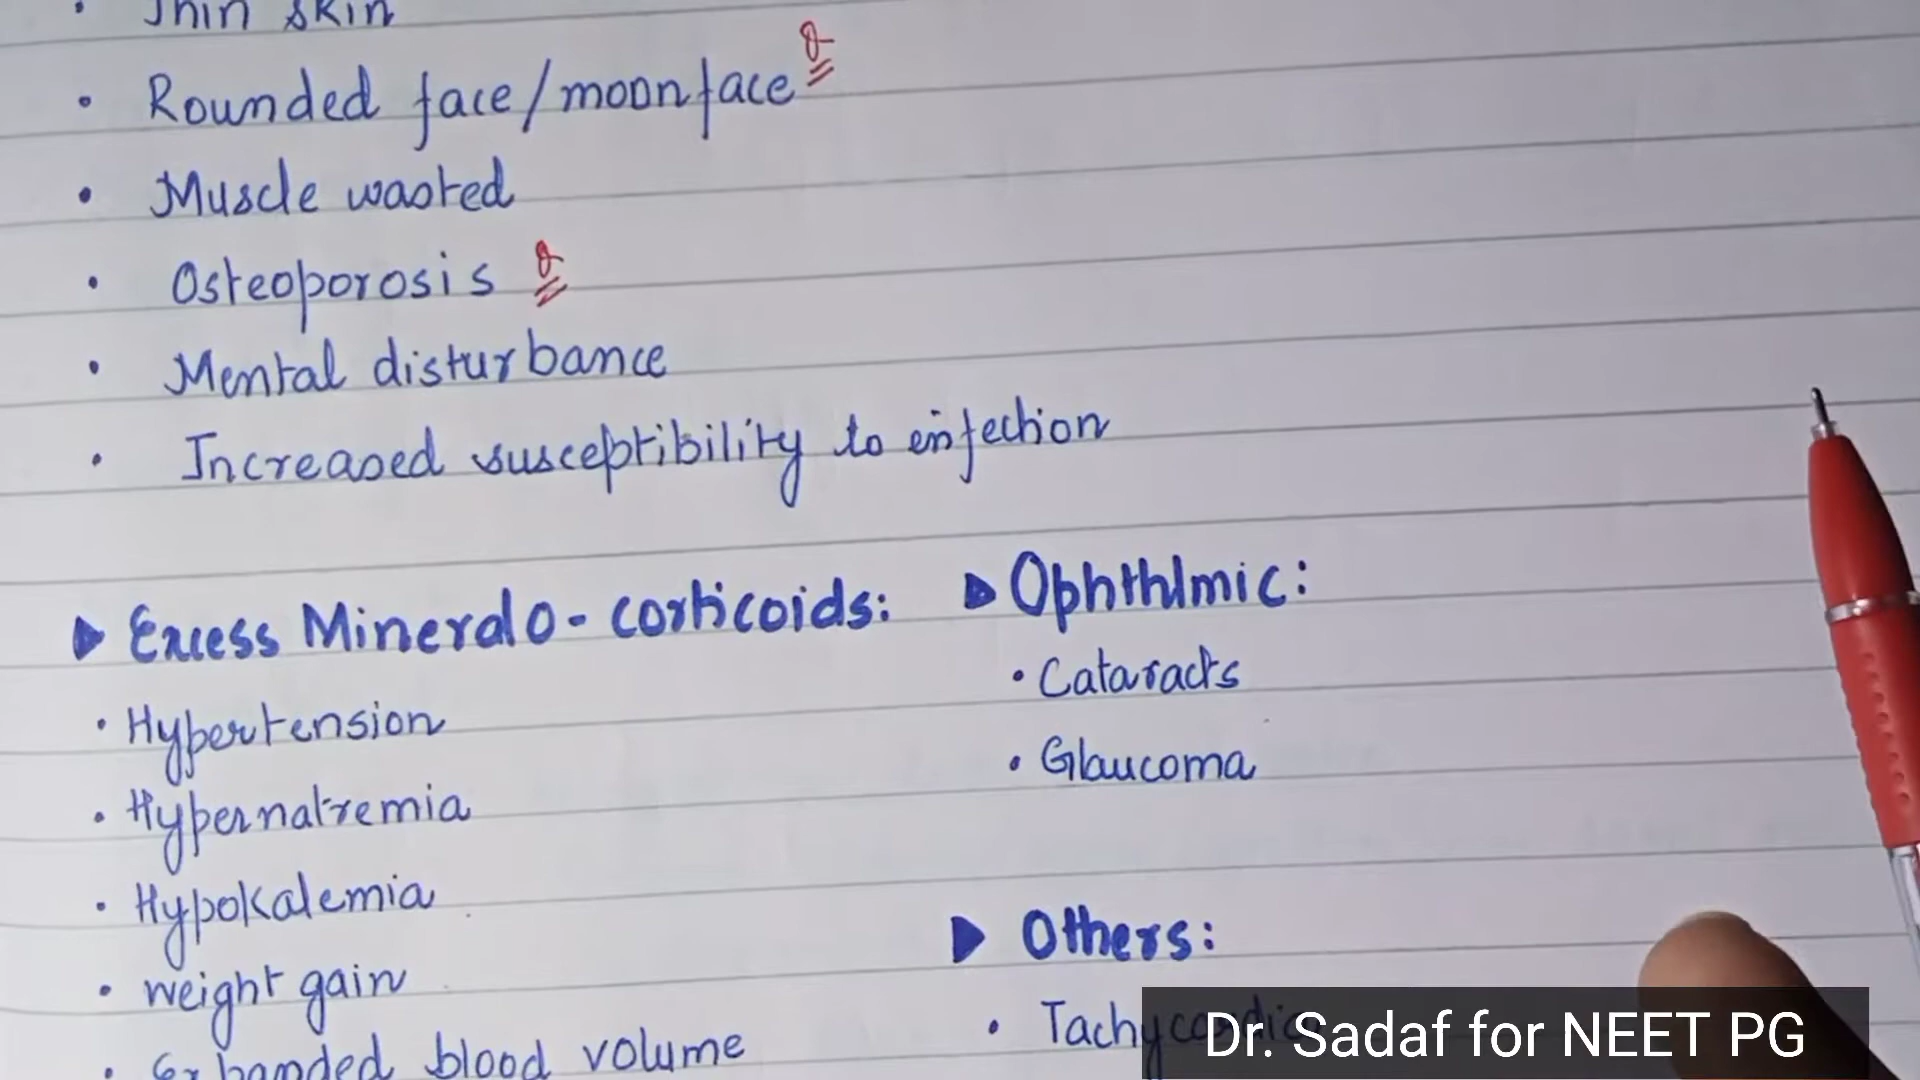 • Thin skin
• Rounded face/moonface
• Muscle wasted
• Osteoporosis
• Mental disturbance
• Increased susceptibility to infection
▶ Excess Mineralo-corticoids:
• Hypertension
• Hypernatremia
• Hypokalemia
• weight gain
• Expanded blood volume
▶ Ophthlmic:
• Cataracts
• Glaucoma
▶ Others:
• Tachycardia
Dr. Sadaf for NEET PG